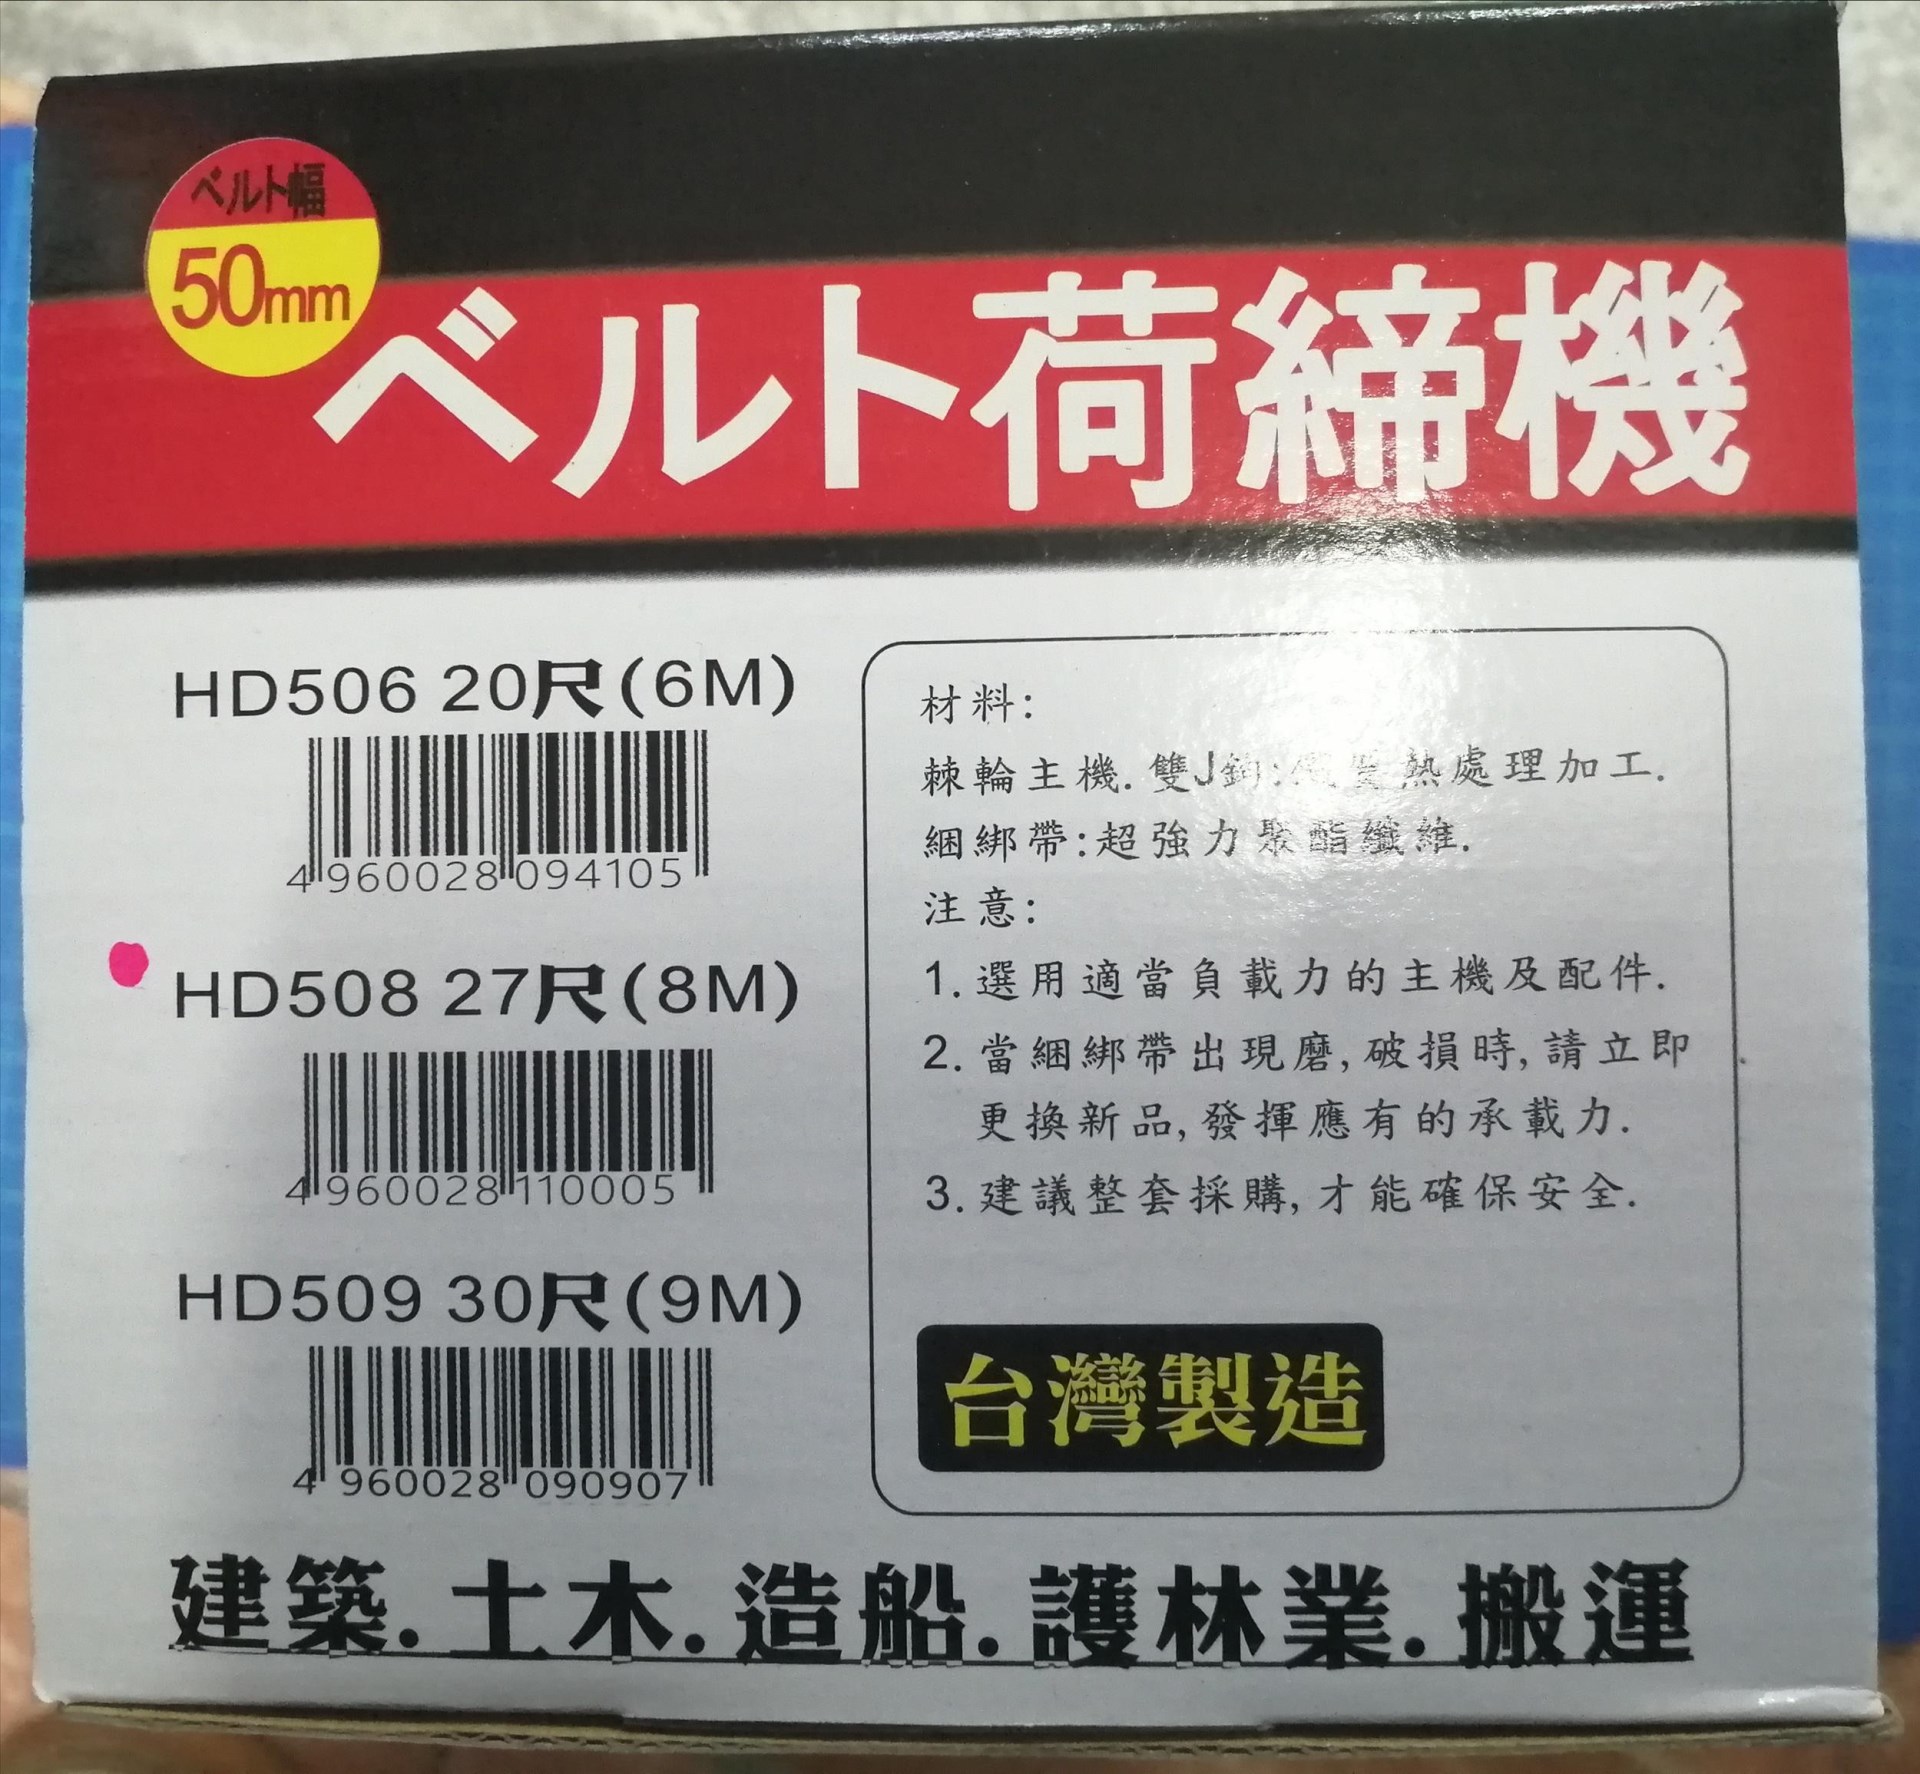 ベルト幅
50mm
ベルト荷締機
HD506 20尺(6M)
4 960028 094105
HD508 27尺(8M)
4 960028 110005
HD509 30尺(9M)
4 960028 090907
材料:
棘輪主機.雙J鉤: 熱處理加工.
綑綁帶:超強力聚酯纖維.
注意:
1. 選用適當負載力的主機及配件.
2. 當綑綁帶出現磨,破損時,請立即
更換新品,發揮應有的承載力.
3. 建議整套採購,才能確保安全.
台灣製造
建築.土木.造船.護林業.搬運